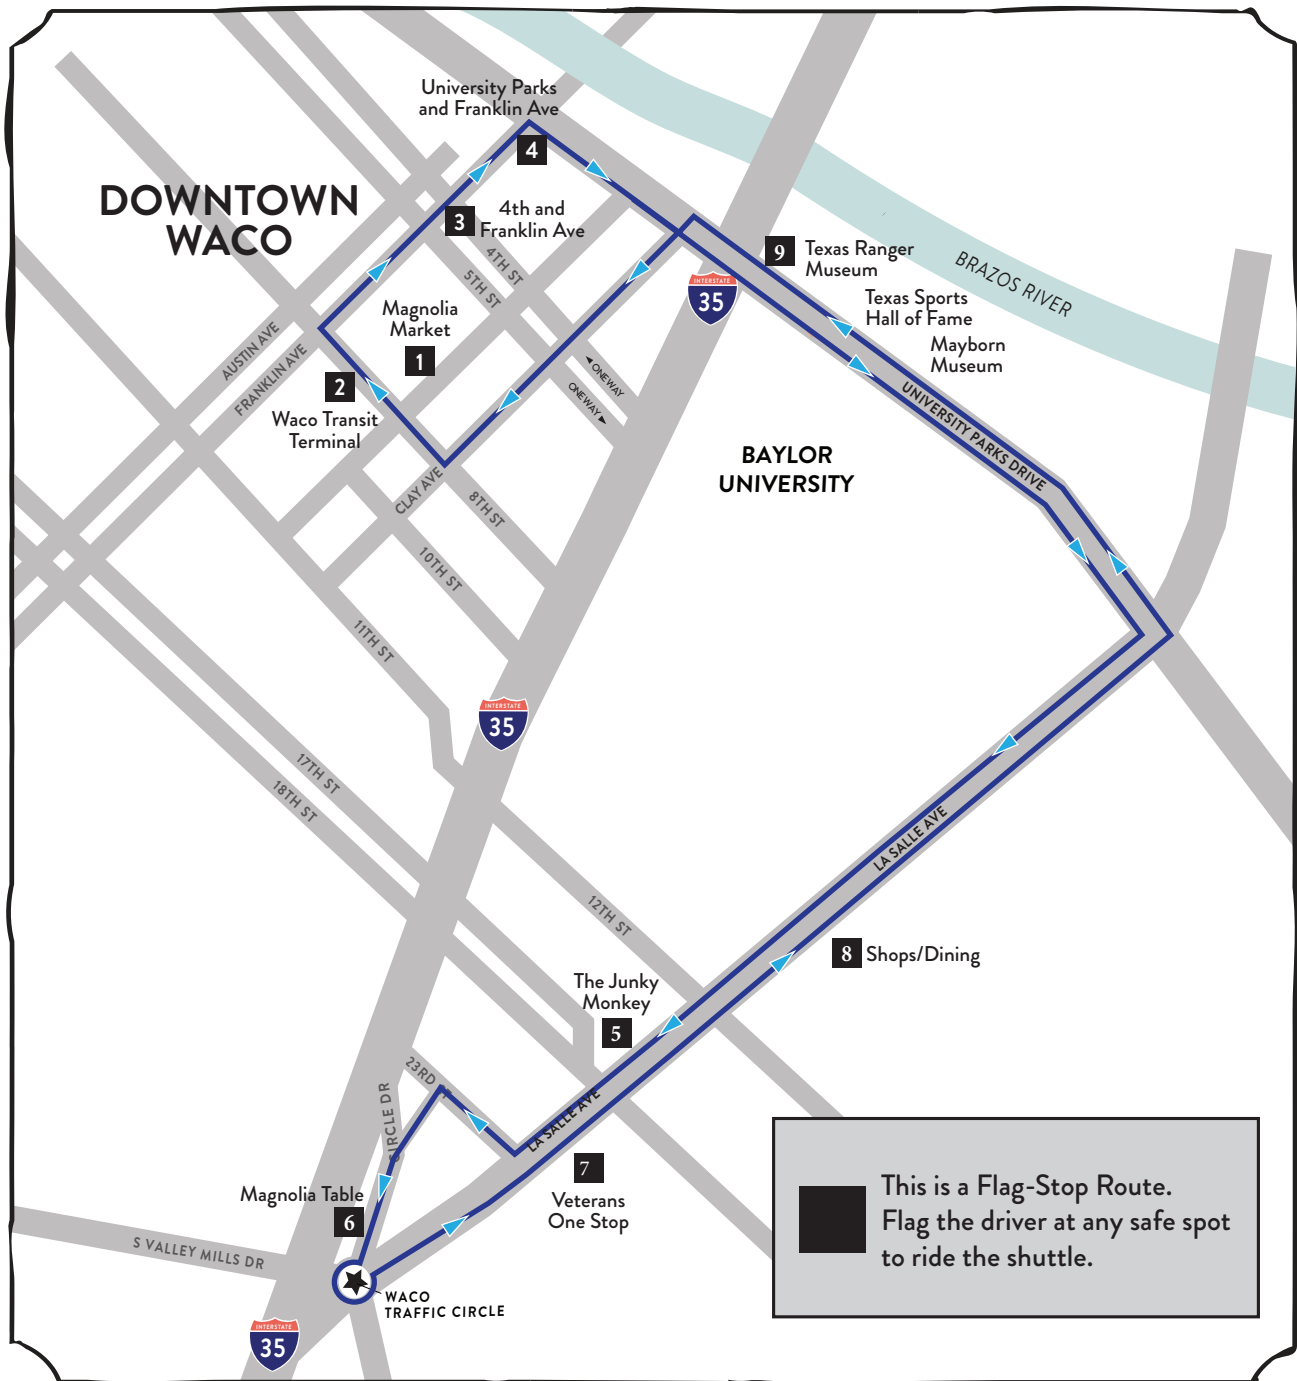 University Parks
and Franklin Ave
4
DOWNTOWN
WACO
3
4th and
Franklin Ave
4TH ST
5TH ST
9
Texas Ranger
Museum
BRAZOS RIVER
INTERSTATE
35
Texas Sports
Hall of Fame
Mayborn
Museum
Magnolia
Market
1
AUSTIN AVE
FRANKLIN AVE
2
Waco Transit
Terminal
ONEWAY
ONEWAY
UNIVERSITY PARKS DRIVE
BAYLOR
UNIVERSITY
CLAY AVE
8TH ST
10TH ST
11TH ST
INTERSTATE
35
17TH ST
18TH ST
LA SALLE AVE
12TH ST
8
Shops/Dining
The Junky
Monkey
5
23RD
CIRCLE DR
LA SALLE AVE
7
Veterans
One Stop
Magnolia Table
6
S VALLEY MILLS DR
WACO
TRAFFIC CIRCLE
INTERSTATE
35
This is a Flag-Stop Route.
Flag the driver at any safe spot
to ride the shuttle.